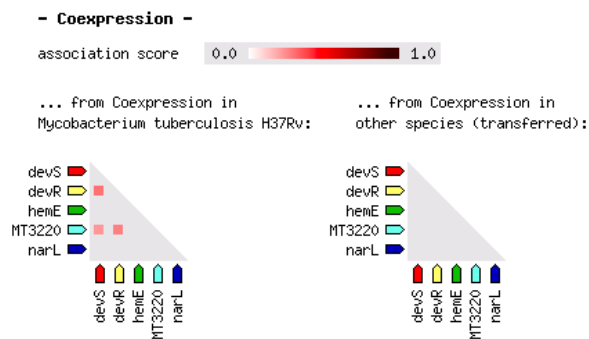 - Coexpression -
association score 0.0 1.0
... from Coexpression in
Mycobacterium tuberculosis H37Rv:
... from Coexpression in
other species (transferred):
devS
devR
hemE
MT3220
narL
devS
devR
hemE
MT3220
narL
devS
devR
hemE
MT3220
narL
devS
devR
hemE
MT3220
narL